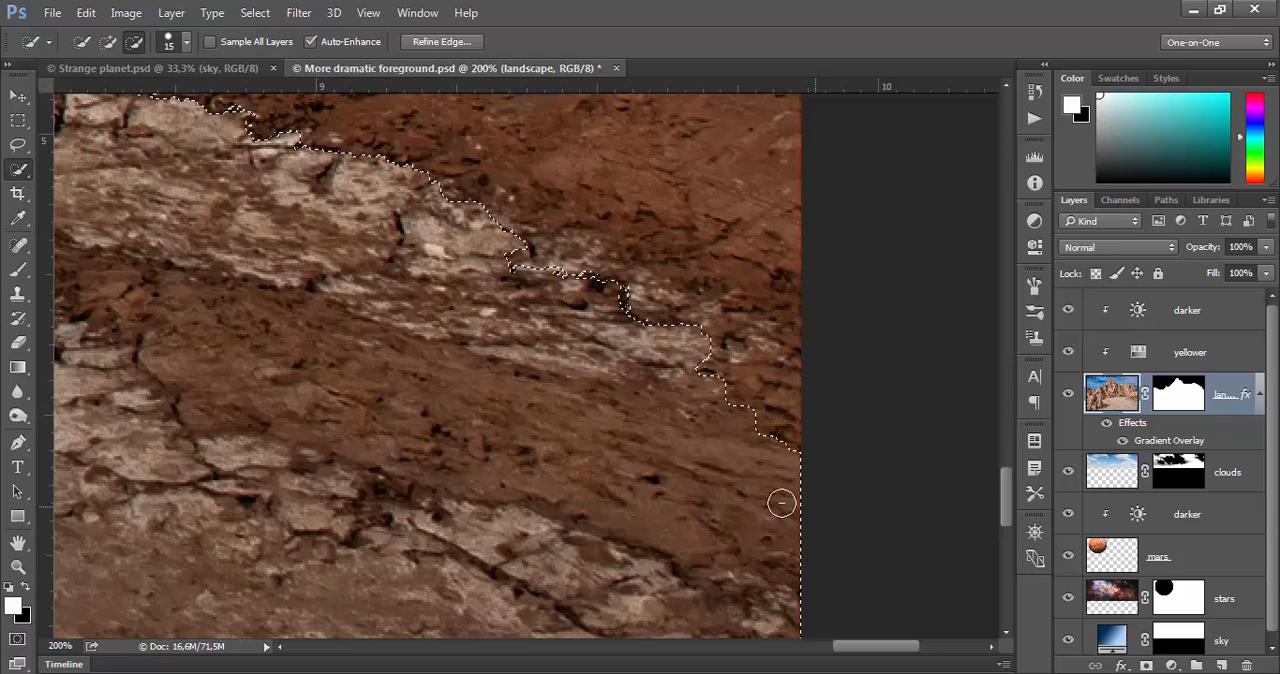 Ps File Edit Image Layer Type Select Filter 3D View Window Help
15 Sample All Layers Auto-Enhance Refine Edge... One-on-One
© Strange planet.psd @ 33,3% (sky, RGB/8) × © More dramatic foreground.psd @ 200% (landscape, RGB/8) * ×
9 10
5
Color Swatches Styles
Layers Channels Paths Libraries
Kind
Normal Opacity: 100%
Lock: Fill: 100%
darker
yellower
lan... fx
Effects
Gradient Overlay
clouds
darker
mars
stars
sky
200% © Doc: 16,6M/71,5M
Timeline